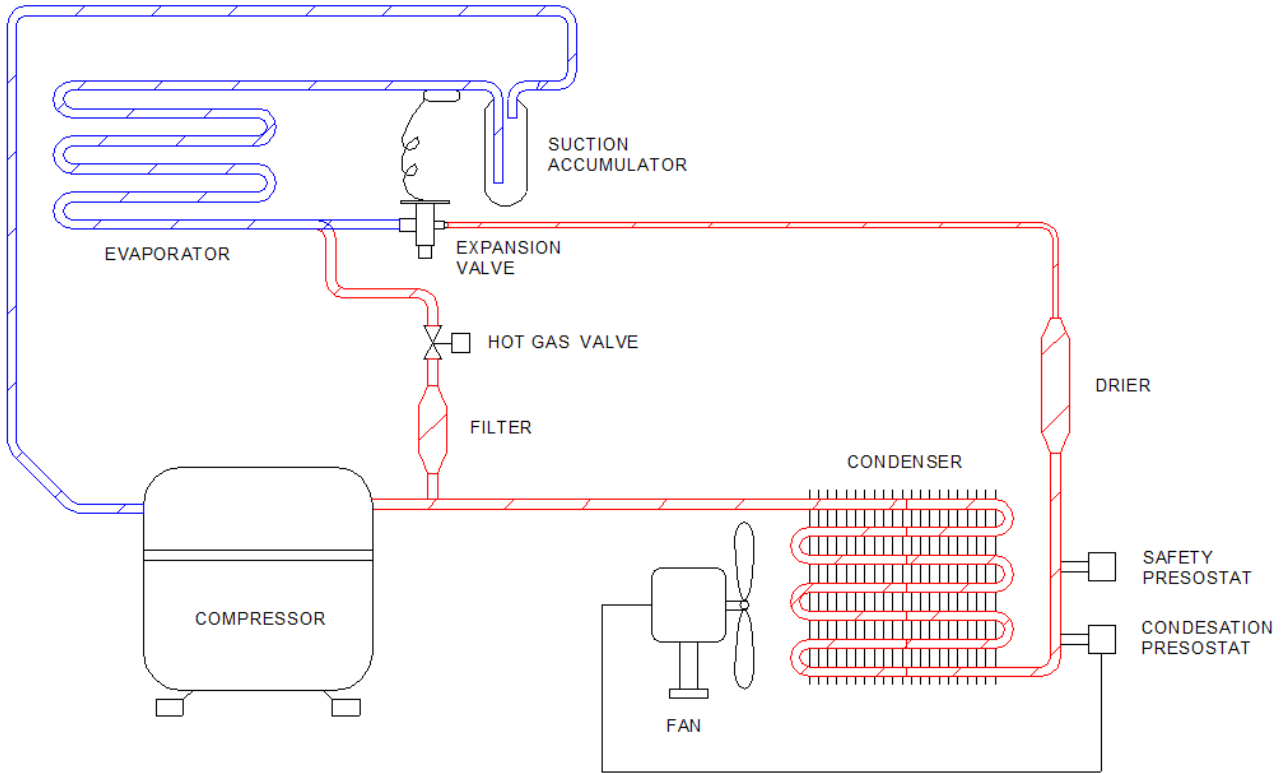 SUCTION
ACCUMULATOR
EVAPORATOR
EXPANSION
VALVE
HOT GAS VALVE
DRIER
FILTER
CONDENSER
SAFETY
PRESOSTAT
COMPRESSOR
CONDESATION
PRESOSTAT
FAN